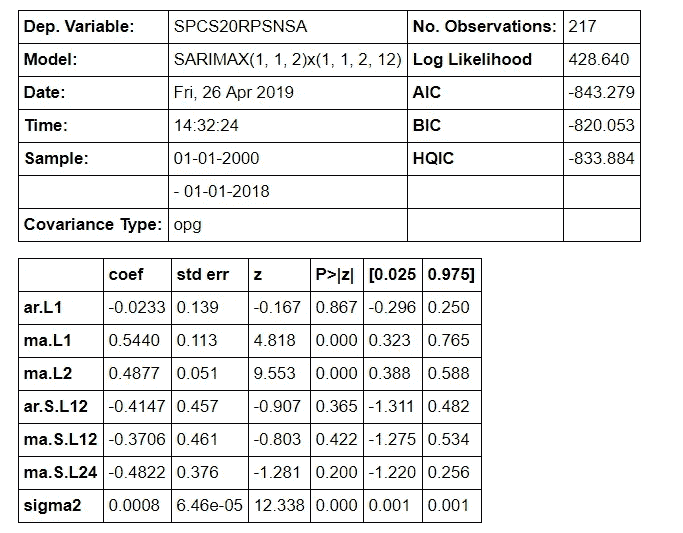 Dep. Variable: SPCS20RPSNSA No. Observations: 217
Model: SARIMAX(1, 1, 2)x(1, 1, 2, 12) Log Likelihood 428.640
Date: Fri, 26 Apr 2019 AIC -843.279
Time: 14:32:24 BIC -820.053
Sample: 01-01-2000 HQIC -833.884
- 01-01-2018
Covariance Type: opg
coef std err z P>|z| [0.025 0.975]
ar.L1 -0.0233 0.139 -0.167 0.867 -0.296 0.250
ma.L1 0.5440 0.113 4.818 0.000 0.323 0.765
ma.L2 0.4877 0.051 9.553 0.000 0.388 0.588
ar.S.L12 -0.4147 0.457 -0.907 0.365 -1.311 0.482
ma.S.L12 -0.3706 0.461 -0.803 0.422 -1.275 0.534
ma.S.L24 -0.4822 0.376 -1.281 0.200 -1.220 0.256
sigma2 0.0008 6.46e-05 12.338 0.000 0.001 0.001